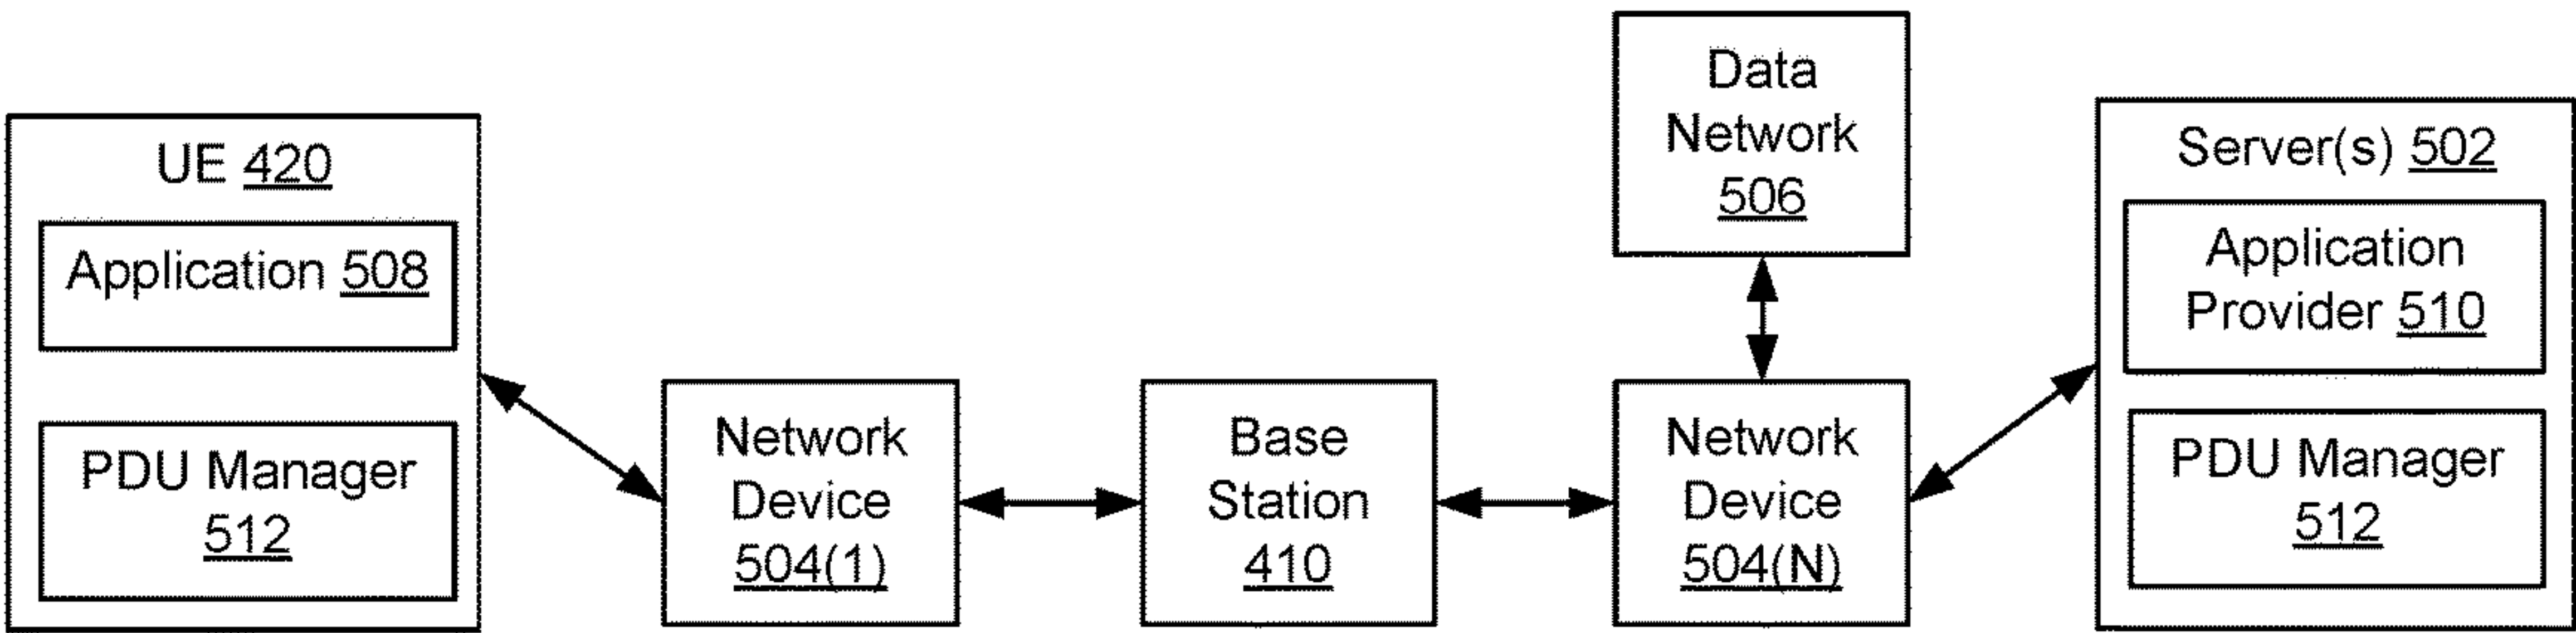 UE 420
Application 508
PDU Manager
512
Network
Device
504(1)
Base
Station
410
Data
Network
506
Network
Device
504(N)
Server(s) 502
Application
Provider 510
PDU Manager
512